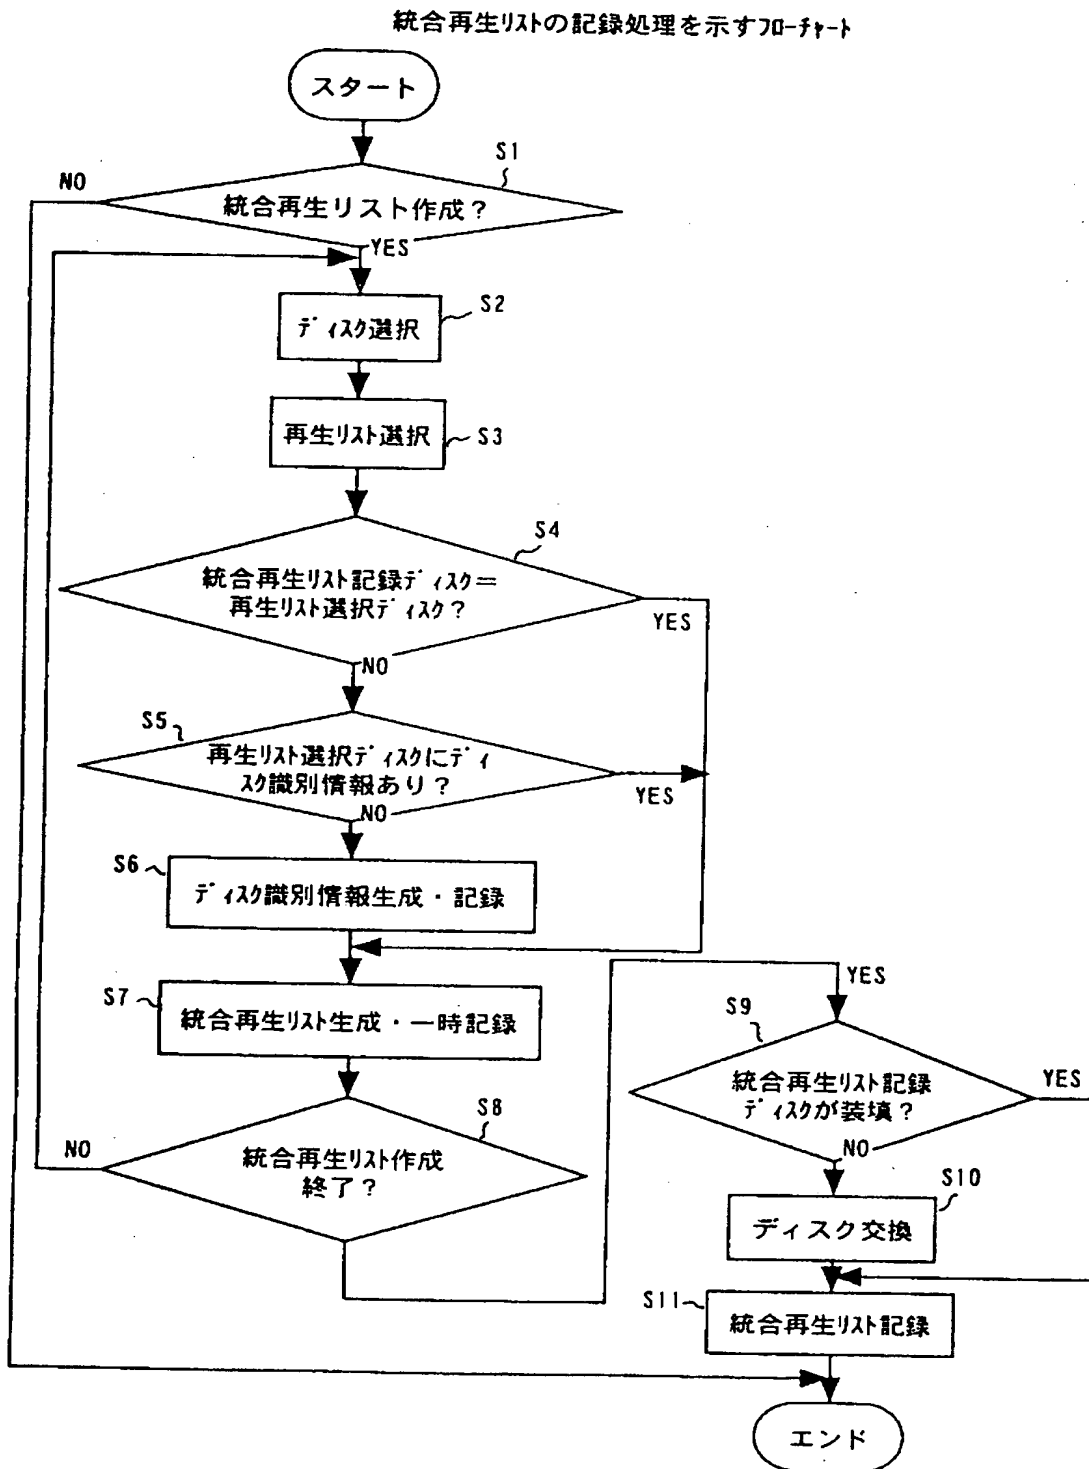 統合再生リストの記録処理を示すフローチャート
スタート
S1
NO
統合再生リスト作成？
YES
S2
ディスク選択
再生リスト選択
S3
S4
統合再生リスト記録ディスク＝
再生リスト選択ディスク？
YES
NO
S5
再生リスト選択ディスクにディ
スク識別情報あり？
YES
NO
S6
ディスク識別情報生成・記録
S7
統合再生リスト生成・一時記録
S8
NO
統合再生リスト作成
終了？
YES
S9
統合再生リスト記録
ディスクが装填？
YES
NO
S10
ディスク交換
S11
統合再生リスト記録
エンド